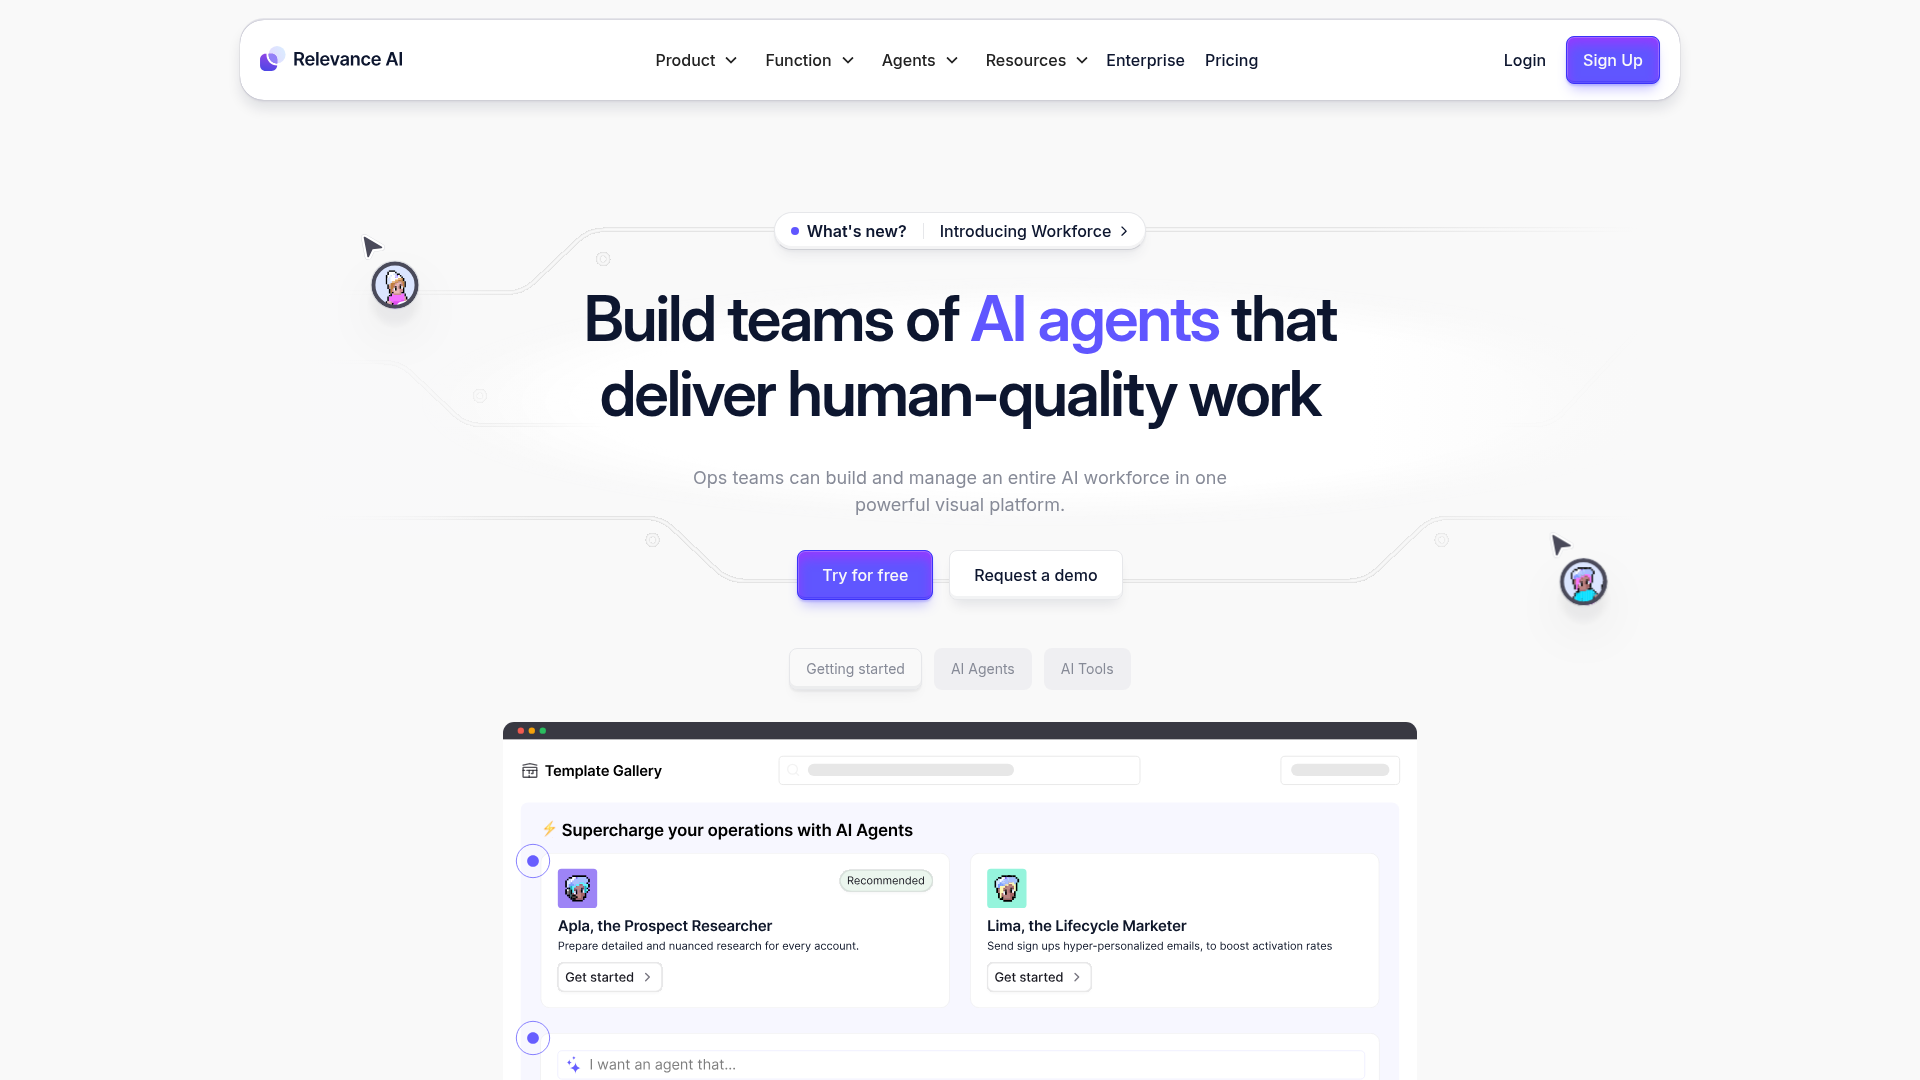 Relevance AI
Product
Function
Agents
Resources
Enterprise
Pricing
Login
Sign Up
What's new?
Introducing Workforce
Build teams of AI agents that
deliver human-quality work
Ops teams can build and manage an entire AI workforce in one
powerful visual platform.
Try for free
Request a demo
Getting started
AI Agents
AI Tools
Template Gallery
⚡ Supercharge your operations with AI Agents
Recommended
Apla, the Prospect Researcher
Prepare detailed and nuanced research for every account.
Get started
Lima, the Lifecycle Marketer
Send sign ups hyper-personalized emails, to boost activation rates
Get started
I want an agent that...